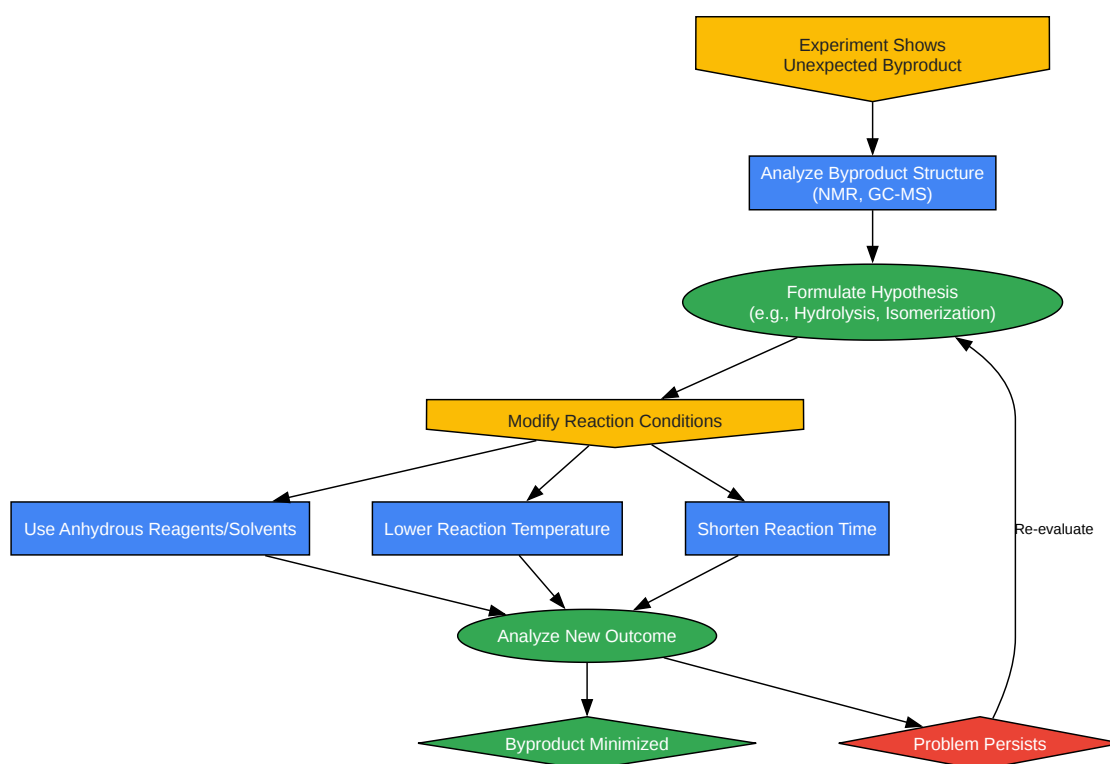 Experiment Shows
Unexpected Byproduct
Analyze Byproduct Structure
(NMR, GC-MS)
Formulate Hypothesis
(e.g., Hydrolysis, Isomerization)
Modify Reaction Conditions
Use Anhydrous Reagents/Solvents
Lower Reaction Temperature
Shorten Reaction Time
Re-evaluate
Analyze New Outcome
Byproduct Minimized
Problem Persists